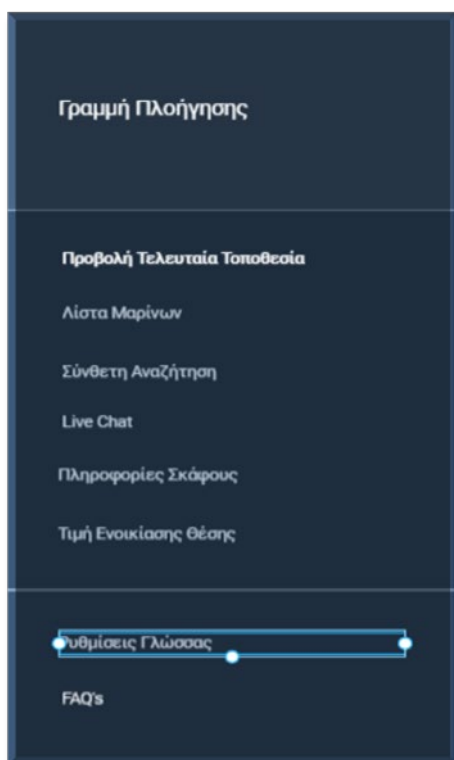 Γραμμή Πλοήγησης
Προβολή Τελευταία Τοποθεσία
Λίστα Μαρίνων
Σύνθετη Αναζήτηση
Live Chat
Πληροφορίες Σκάφους
Τιμή Ενοικίασης Θέσης
Ρυθμίσεις Γλώσσας
FAQ's